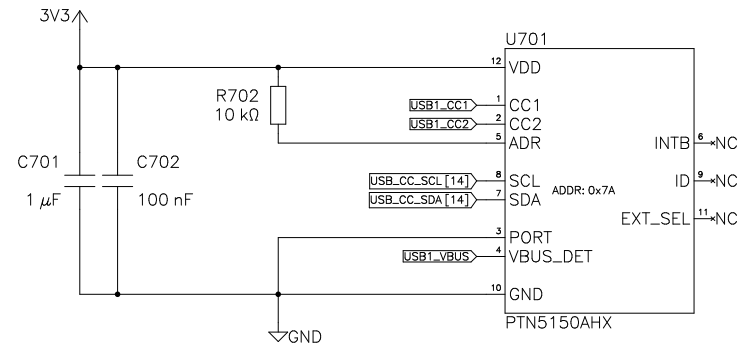 3V3
U701
12 VDD
R702
10 kΩ
USB1_CC1 1 CC1
USB1_CC2 2 CC2
5 ADR
INTB 6 NC
C701
C702
USB_CC_SCL [14] 8 SCL
ID 9 NC
ADDR: 0x7A
1 µF
100 nF
USB_CC_SDA [14] 7 SDA
EXT_SEL 11 NC
3 PORT
USB1_VBUS 4 VBUS_DET
10 GND
PTN5150AHX
GND